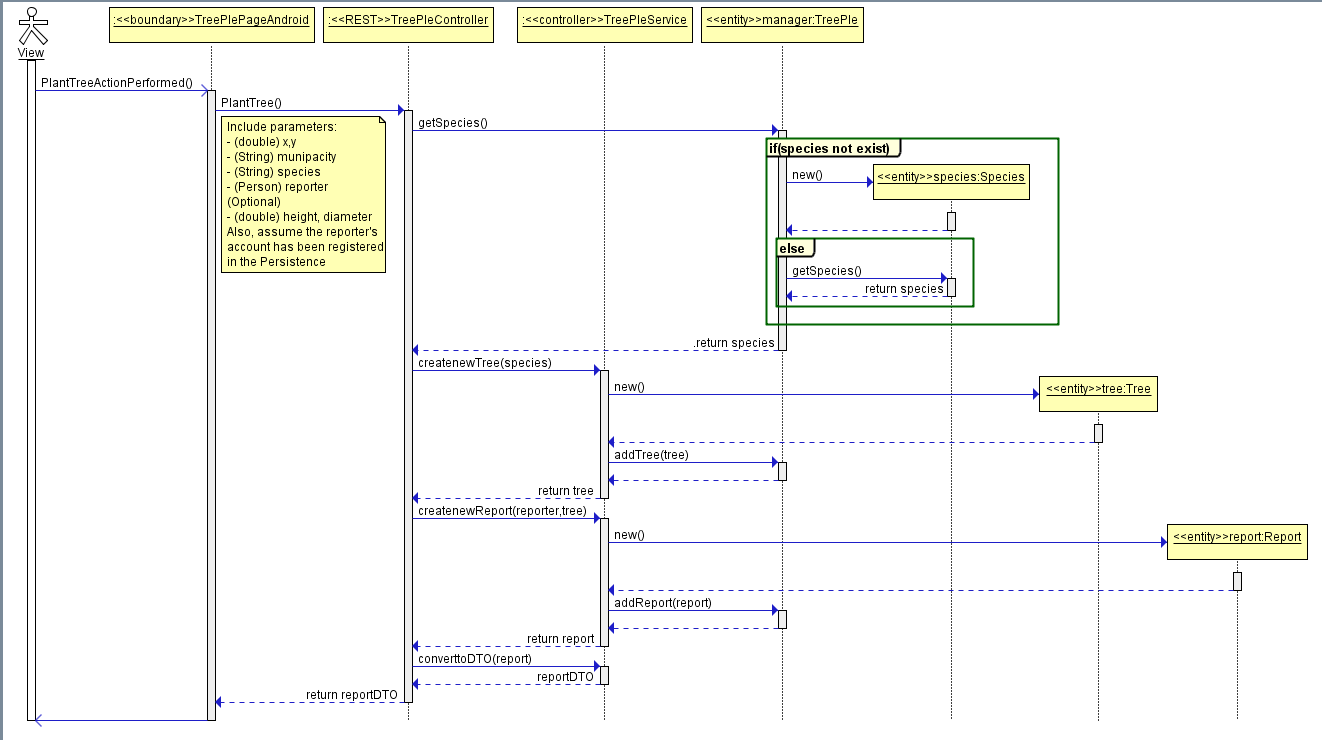 :<<boundary>>TreePlePageAndroid
:<<REST>>TreePleController
:<<controller>>TreePleService
<<entity>>manager:TreePle
View
PlantTreeActionPerformed()
PlantTree()
Include parameters:
- (double) x,y
- (String) munipacity
- (String) species
- (Person) reporter
(Optional)
- (double) height, diameter
Also, assume the reporter's
account has been registered
in the Persistence
getSpecies()
if(species not exist)
new()
<<entity>>species:Species
else
getSpecies()
return species
.return species
createnewTree(species)
new()
<<entity>>tree:Tree
addTree(tree)
return tree
createnewReport(reporter,tree)
new()
<<entity>>report:Report
addReport(report)
return report
converttoDTO(report)
reportDTO
return reportDTO